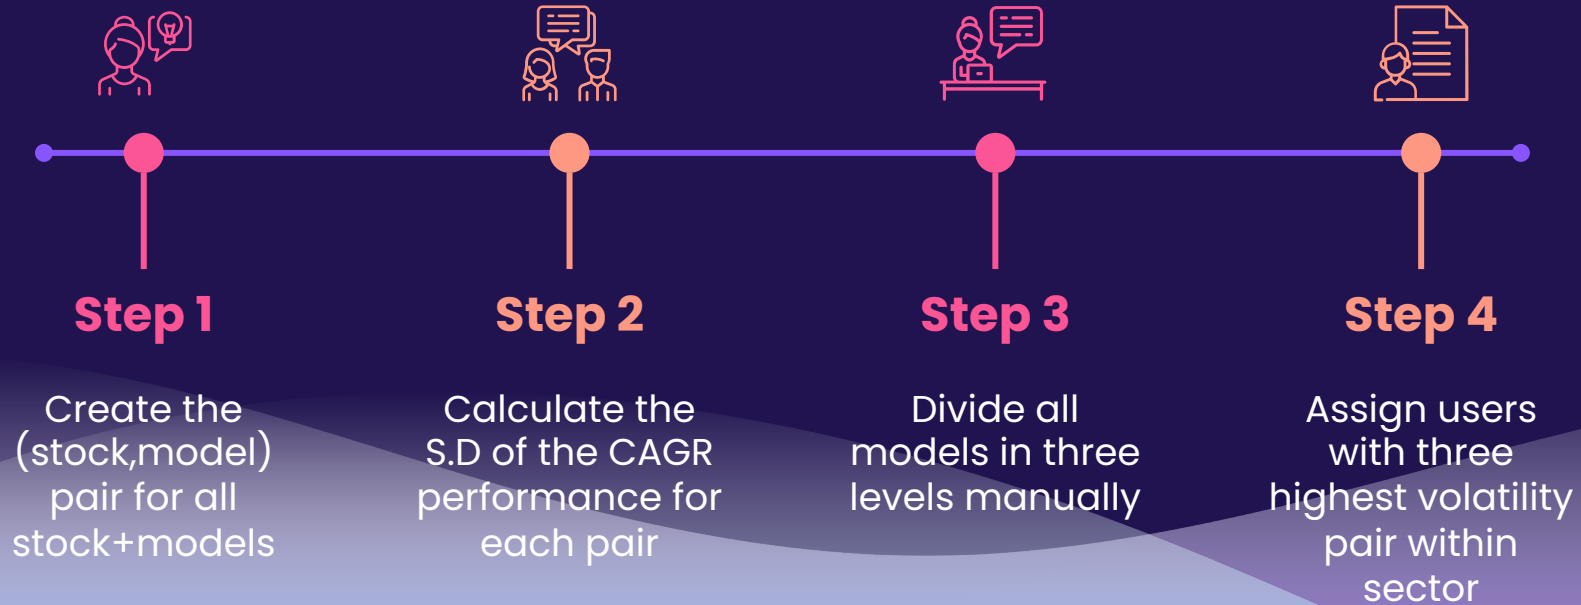 Step 1
Create the
(stock,model)
pair for all
stock+models
Step 2
Calculate the
S.D of the CAGR
performance for
each pair
Step 3
Divide all
models in three
levels manually
Step 4
Assign users
with three
highest volatility
pair within
sector